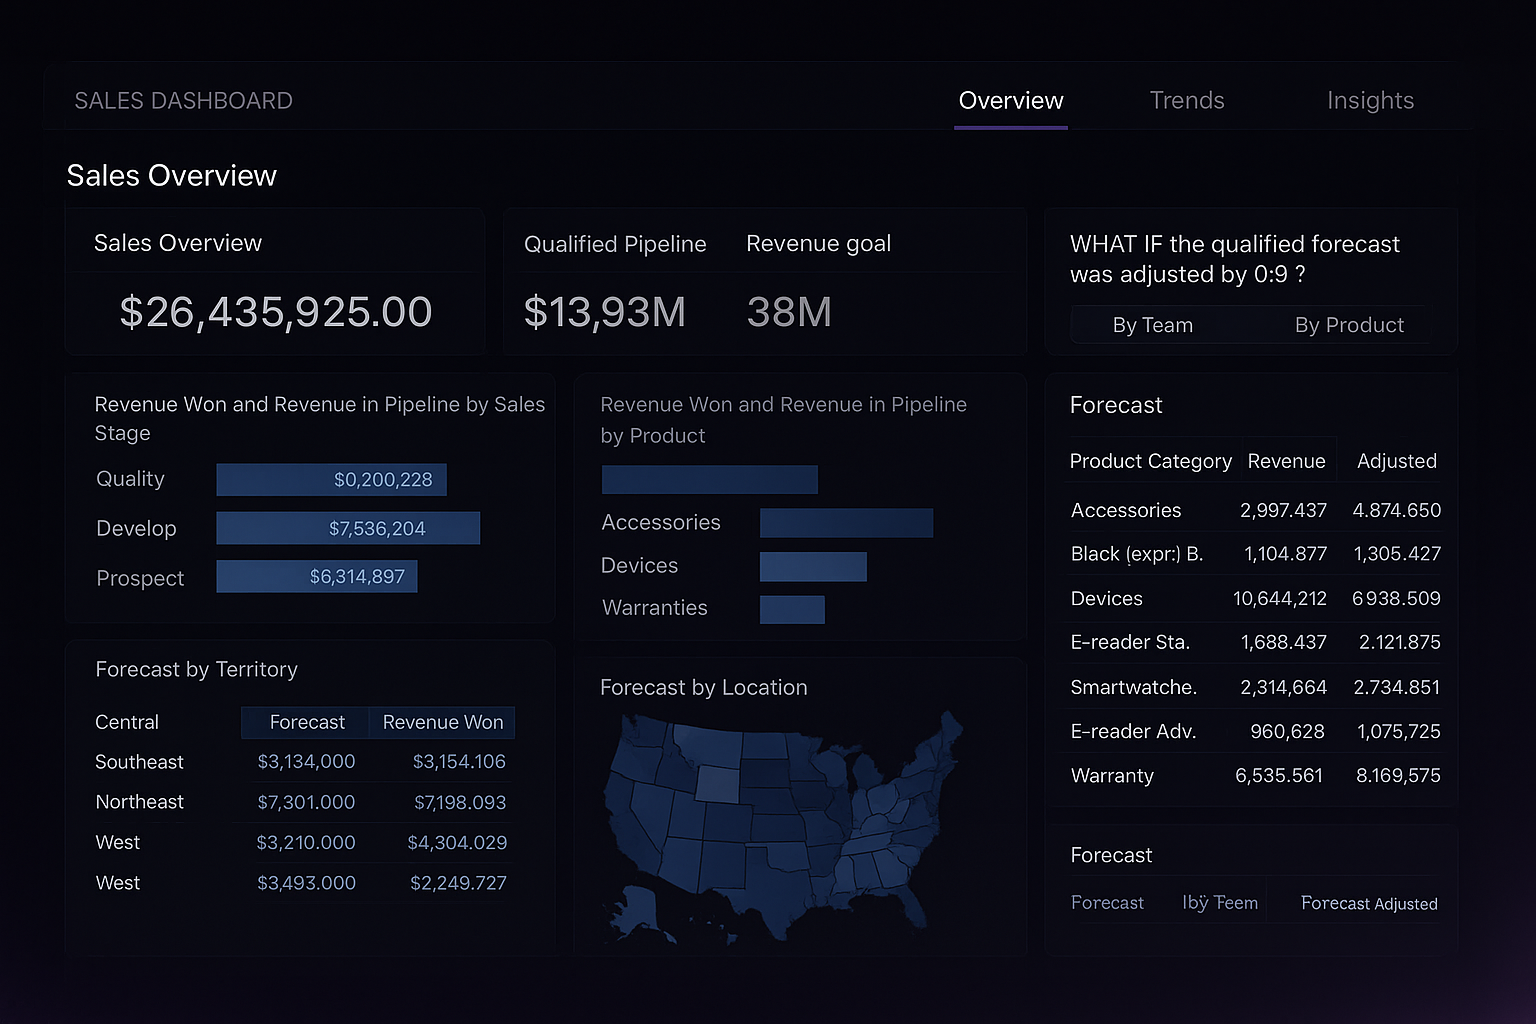 SALES DASHBOARD
Overview
Trends
Insights
Sales Overview
Sales Overview
$26,435,925.00
Qualified Pipeline
Revenue goal
$13,93M
38M
WHAT IF the qualified forecast
was adjusted by 0:9 ?
By Team
By Product
Revenue Won and Revenue in Pipeline by Sales
Stage
Quality $0,200,228
Develop $7,536,204
Prospect $6,314,897
Revenue Won and Revenue in Pipeline
by Product
Accessories
Devices
Warranties
Forecast by Territory
Central Forecast Revenue Won
Southeast $3,134,000 $3,154.106
Northeast $7,301.000 $7,198.093
West $3,210.000 $4,304.029
West $3,493.000 $2,249.727
Forecast by Location
Forecast
Product Category Revenue Adjusted
Accessories 2,997.437 4.874.650
Black (expr:) B. 1,104.877 1,305.427
Devices 10,644,212 6938.509
E-reader Sta. 1,688.437 2.121.875
Smartwatche. 2,314,664 2.734.851
E-reader Adv. 960,628 1,075,725
Warranty 6,535.561 8.169,575
Forecast
Forecast Ibÿ Teem Forecast Adjusted